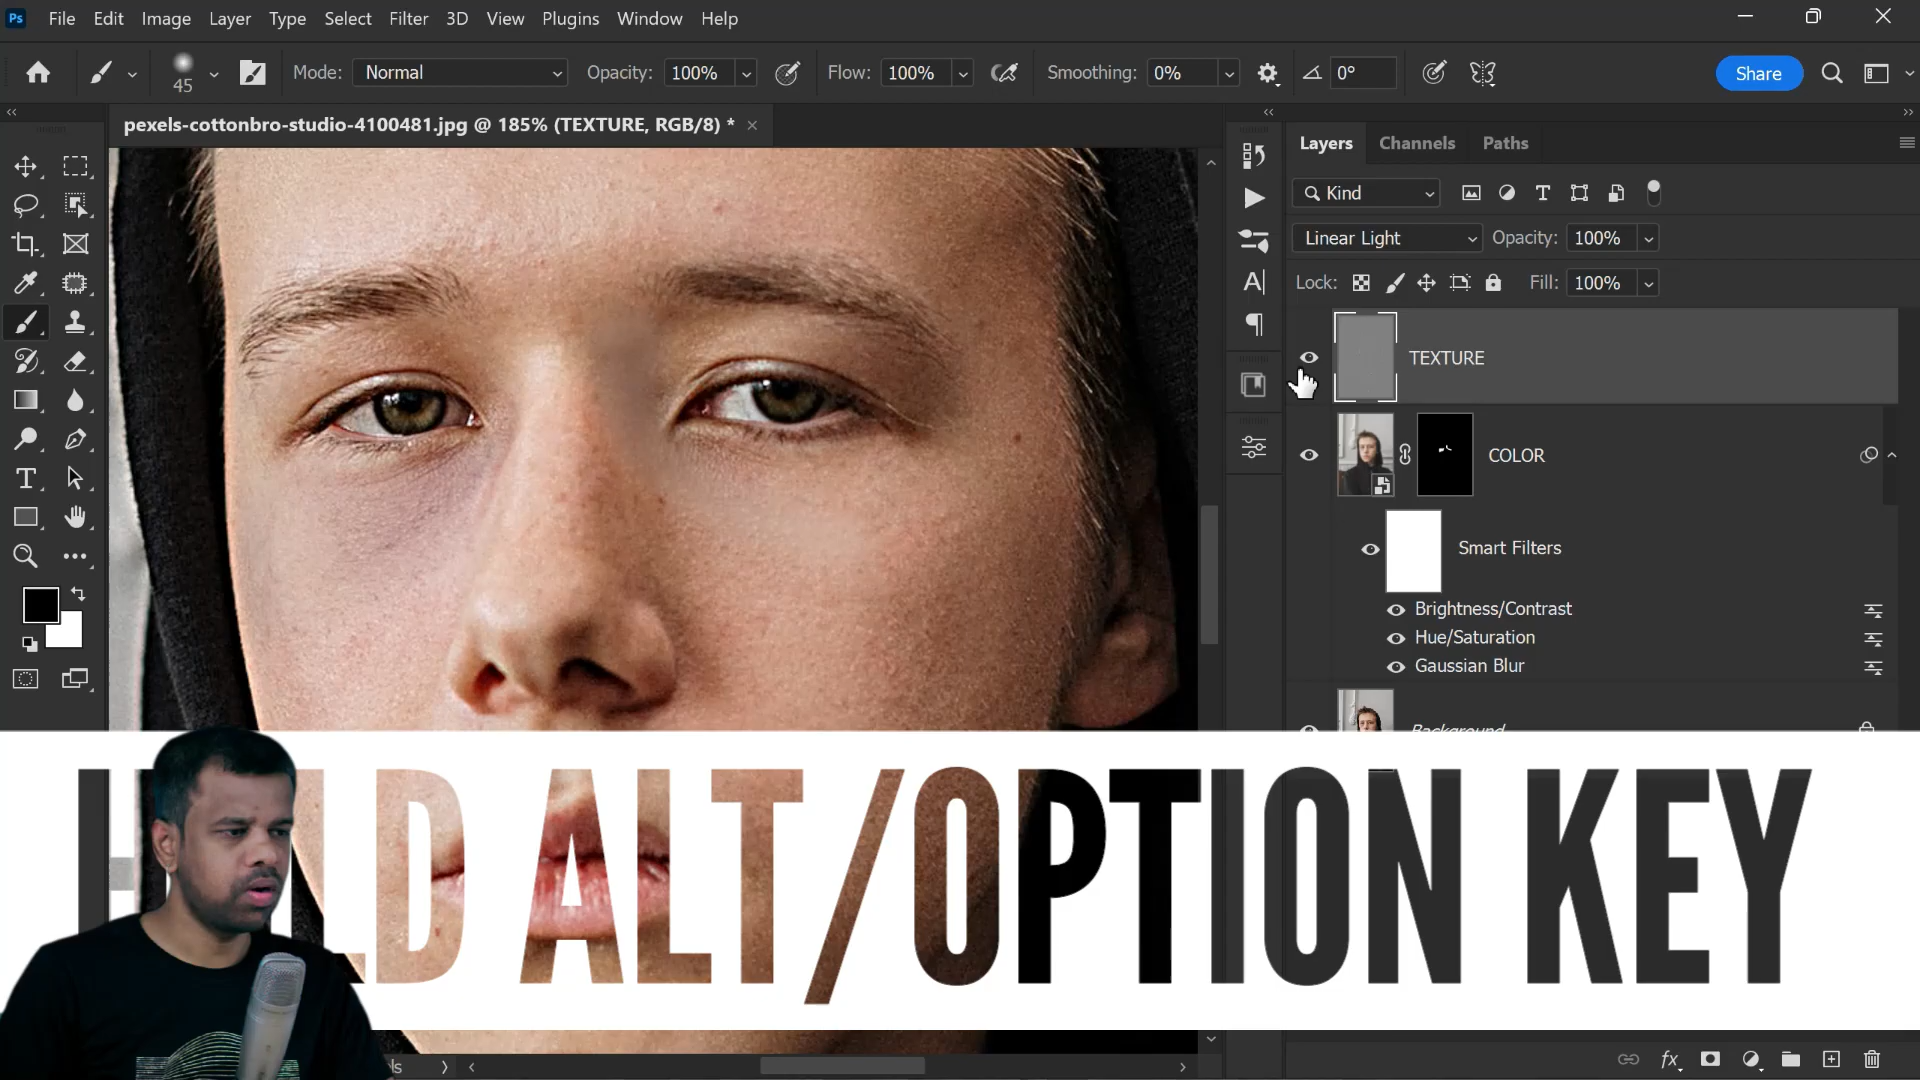 Ps File Edit Image Layer Type Select Filter 3D View Plugins Window Help
45 Mode: Normal Opacity: 100% Flow: 100% Smoothing: 0% 0° Share
pexels-cottonbro-studio-4100481.jpg @ 185% (TEXTURE, RGB/8) *
Layers Channels Paths
Kind
Linear Light Opacity: 100%
Lock: Fill: 100%
TEXTURE
COLOR
Smart Filters
Brightness/Contrast
Hue/Saturation
Gaussian Blur
Background
HOLD ALT/OPTION KEY
fx